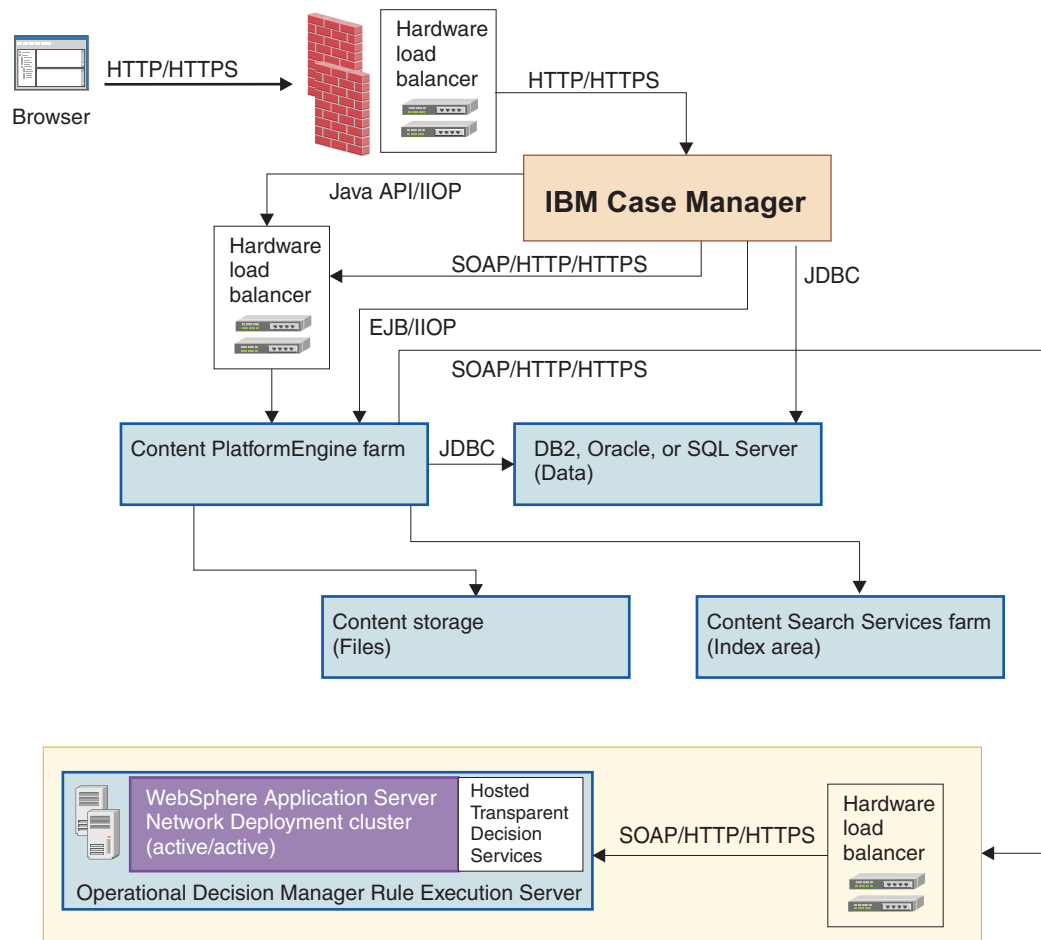 Hardware
load
balancer
HTTP/HTTPS
HTTP/HTTPS
Browser
IBM Case Manager
Java API/IIOP
Hardware
load
balancer
SOAP/HTTP/HTTPS
JDBC
EJB/IIOP
SOAP/HTTP/HTTPS
Content PlatformEngine farm
JDBC
DB2, Oracle, or SQL Server
(Data)
Content storage
(Files)
Content Search Services farm
(Index area)
WebSphere Application Server
Network Deployment cluster
(active/active)
Hosted
Transparent
Decision
Services
Operational Decision Manager Rule Execution Server
SOAP/HTTP/HTTPS
Hardware
load
balancer